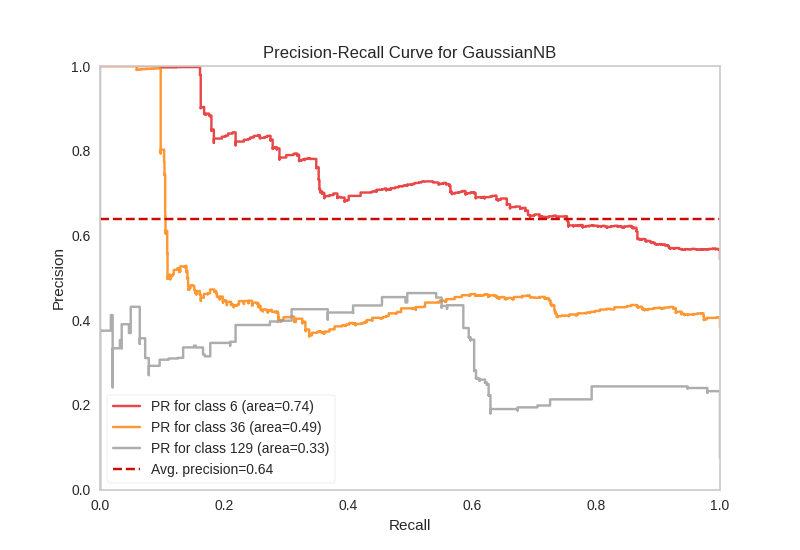 Precision-Recall Curve for GaussianNB
1.0
0.8
0.6
0.4
0.2
0.0
Precision
PR for class 6 (area=0.74)
PR for class 36 (area=0.49)
PR for class 129 (area=0.33)
Avg. precision=0.64
0.0 0.2 0.4 0.6 0.8 1.0
Recall